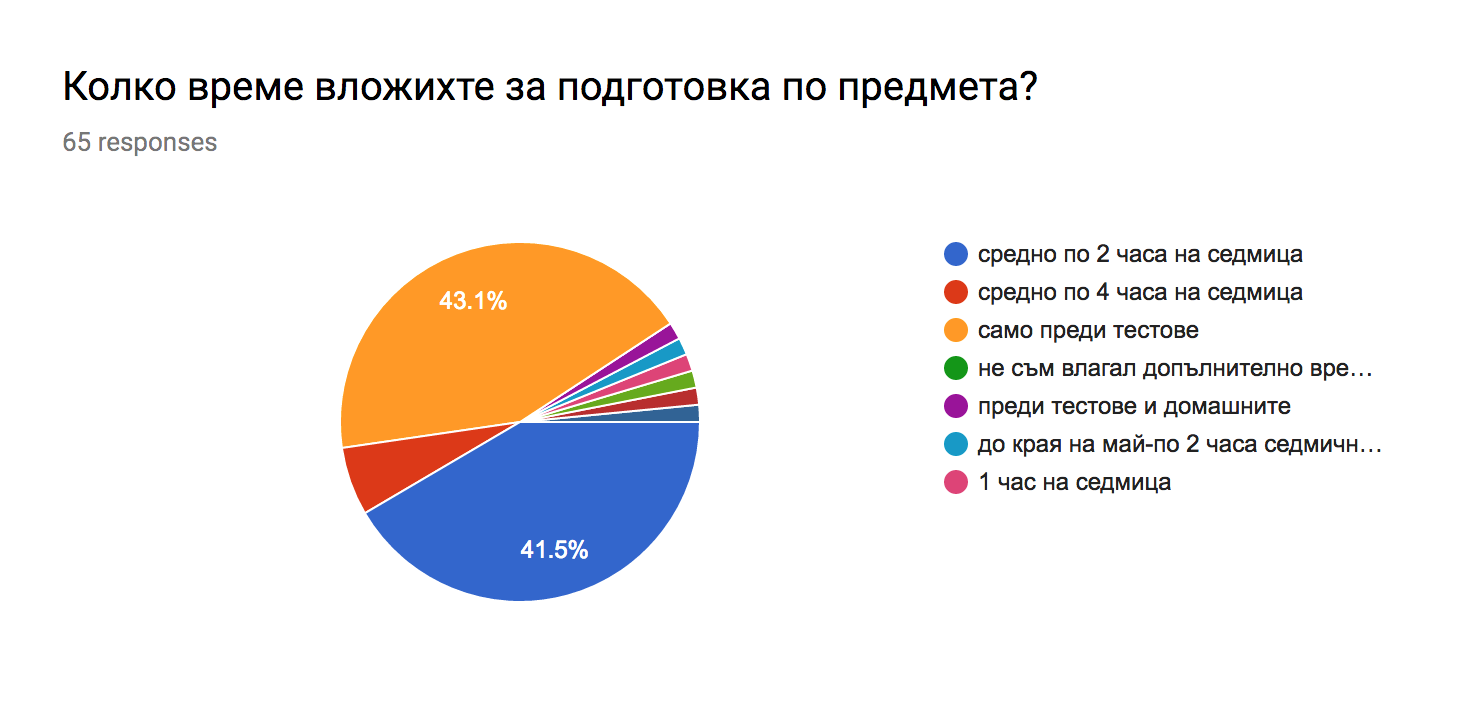 Колко време вложихте за подготовка по предмета?
65 responses
43.1%
41.5%
средно по 2 часа на седмица
средно по 4 часа на седмица
само преди тестове
не съм влагал допълнително вре…
преди тестове и домашните
до края на май-по 2 часа седмичн…
1 час на седмица